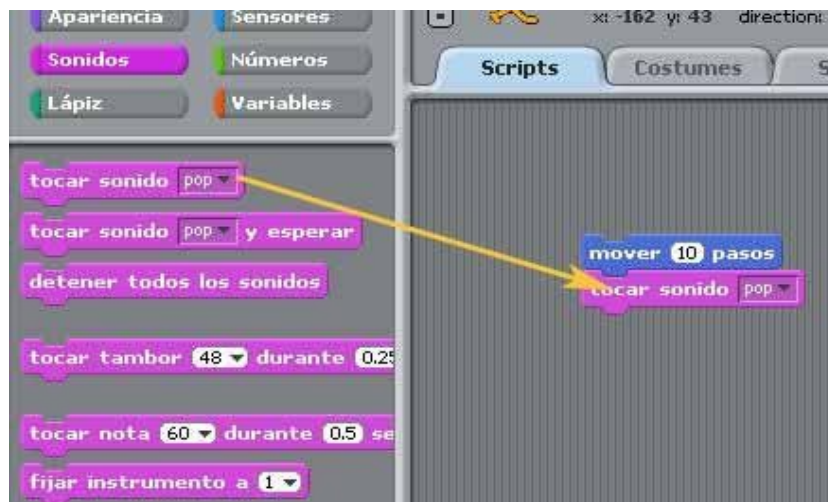 Apariencia Sensores
Sonidos Números
Lápiz Variables
tocar sonido pop
tocar sonido pop y esperar
detener todos los sonidos
tocar tambor 48 durante 0.25
tocar nota 60 durante 0.5 se
fijar instrumento a 1
x: -162 y: 43 direction:
Scripts Costumes S
mover 10 pasos
tocar sonido pop